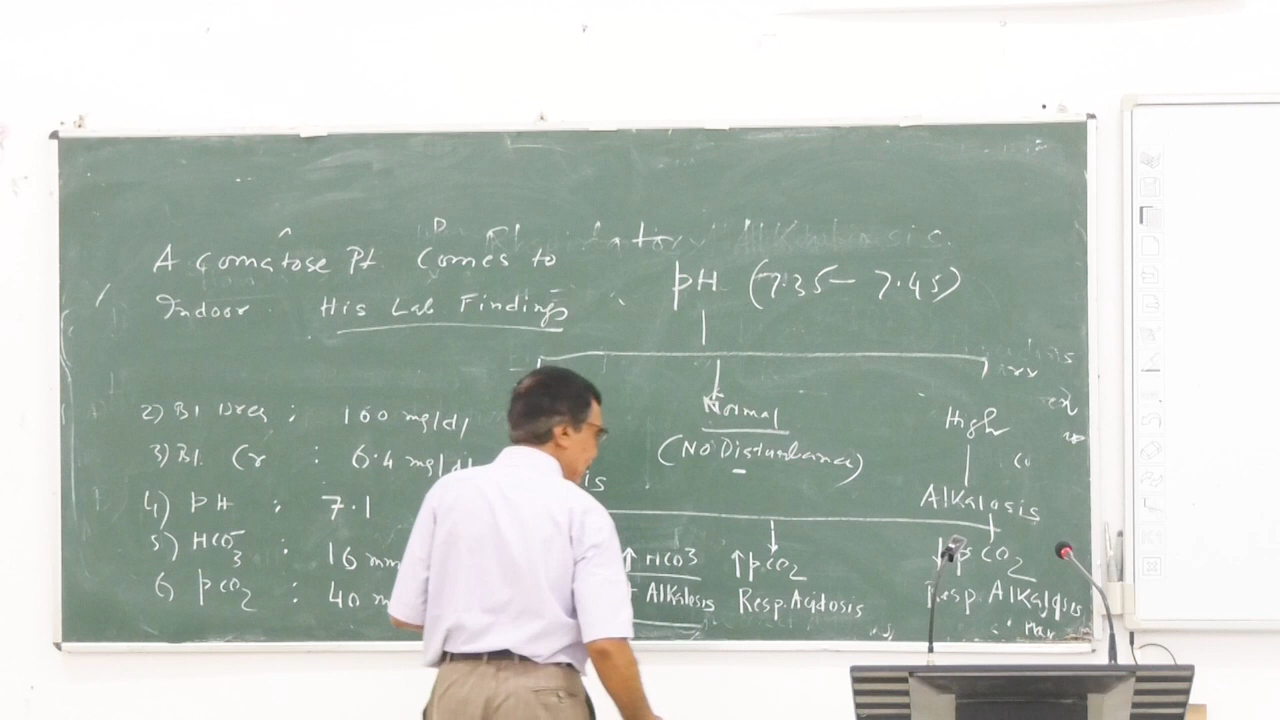 A Comatose Pt Comes to
Indoor. His Lab Findings
2) Bl Urea : 160 mg/dl
3) Bl. Cr : 6.4 mg/dl
4) pH : 7.1
5) HCO3- : 16 mm
6) pCO2 : 40 m
pH (7.35 - 7.45)
Normal
(No Disturbance)
High
Alkalosis
is
↑ HCO3
Alkalosis
↑ pCO2
Resp. Acidosis
↓ pCO2
Resp. Alkalosis